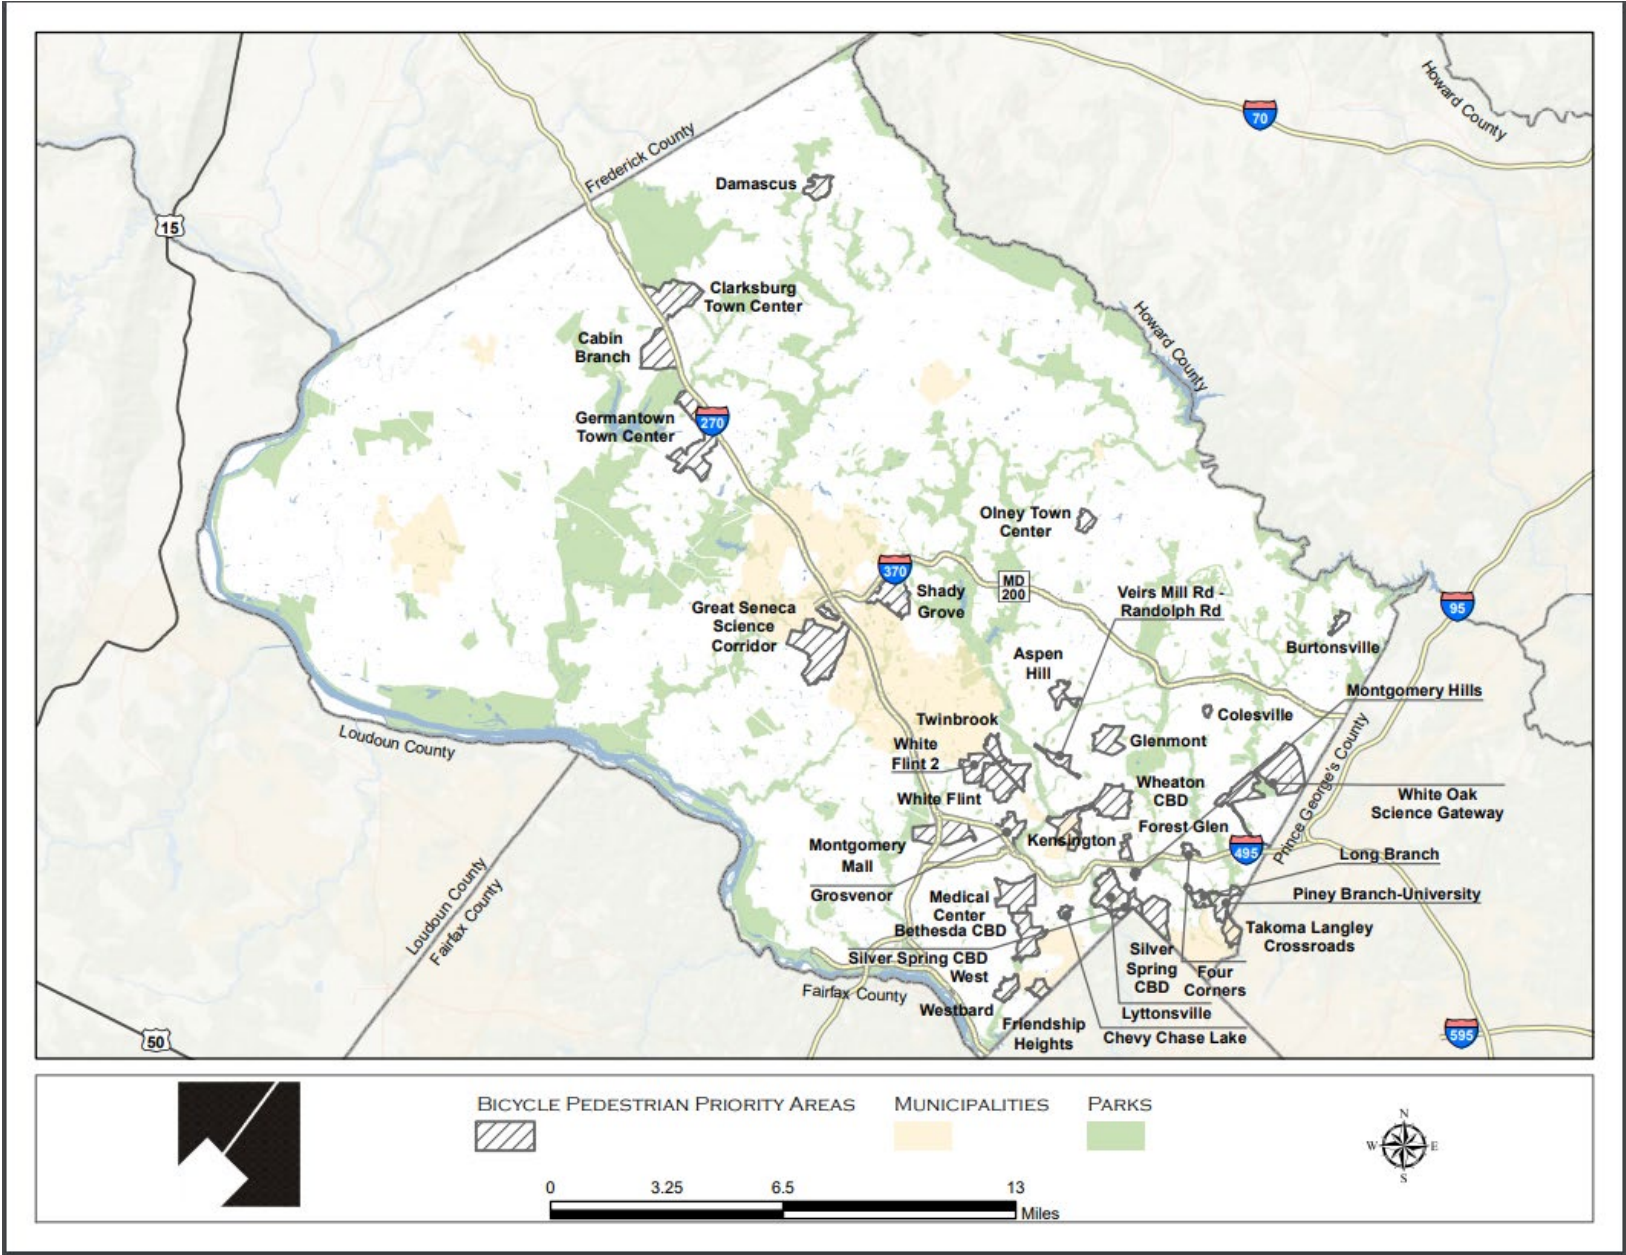 Howard County
70
Frederick County
Damascus
15
Clarksburg
Town Center
Howard County
Cabin
Branch
Germantown
Town Center
270
Olney Town
Center
370
MD
200
Shady
Grove
Veirs Mill Rd -
Randolph Rd
95
Great Seneca
Science
Corridor
Burtonsville
Aspen
Hill
Montgomery Hills
Colesville
Loudoun County
Twinbrook
White
Flint 2
Glenmont
Prince George's County
White Flint
Wheaton
CBD
White Oak
Science Gateway
Forest Glen
Kensington
Montgomery
Mall
495
Long Branch
Grosvenor
Piney Branch-University
Medical
Center
Bethesda CBD
Takoma Langley
Crossroads
Loudoun County
Fairfax County
Silver Spring CBD
West
Silver
Spring
CBD
Four
Corners
Fairfax County
Westbard
Lyttonsville
Friendship
Heights
Chevy Chase Lake
50
595
BICYCLE PEDESTRIAN PRIORITY AREAS
MUNICIPALITIES
PARKS
N
W E
S
0 3.25 6.5 13
Miles